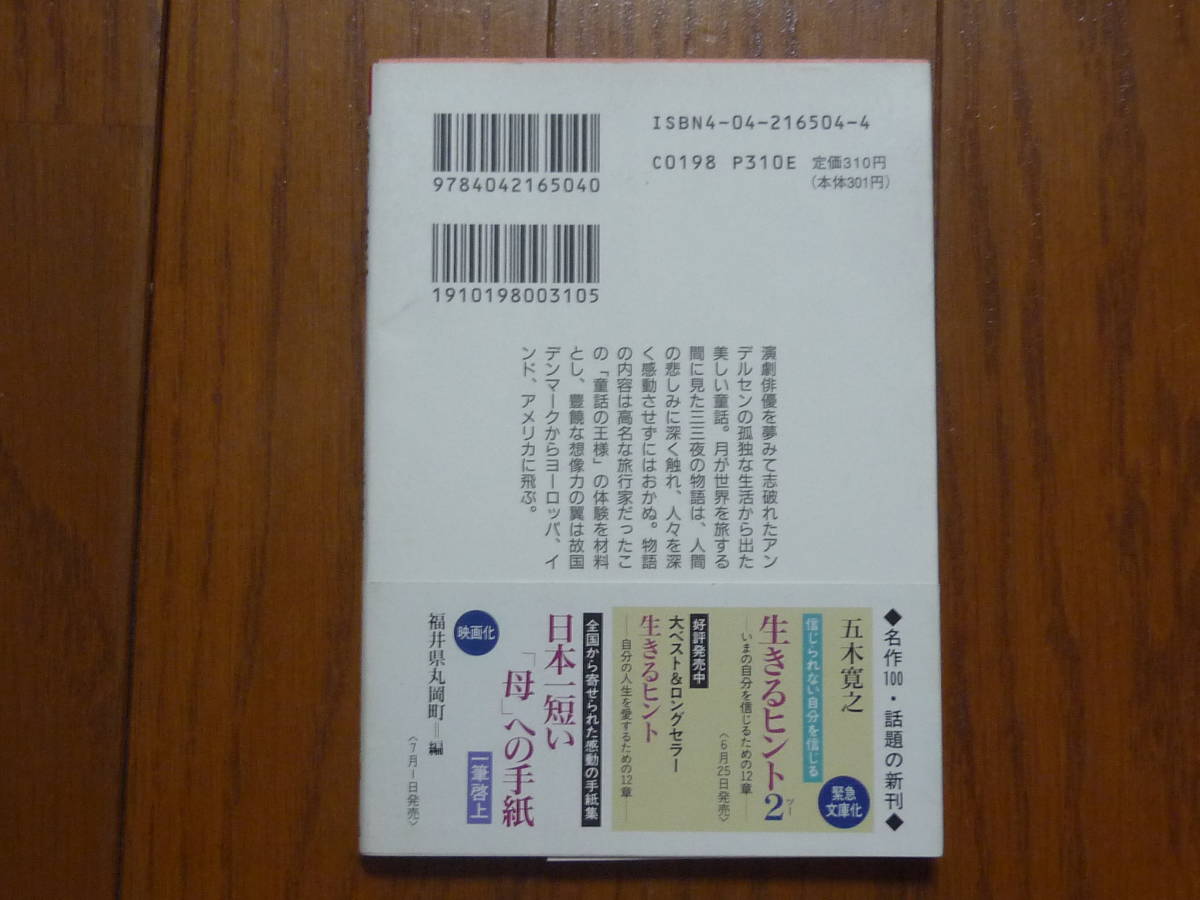 ISBN4-04-216504-4
C0198 P310E 定価310円
(本体301円)
9784042165040
1910198003105
演劇俳優を夢みて志破れたアン
デルセンの孤独な生活から出た
美しい童話。月が世界を旅する
間に見た三三夜の物語は、人間
の悲しみに深く触れ、人々を深
く感動させずにはおかぬ。物語
の内容は高名な旅行家だったこ
の「童話の王様」の体験を材料
とし、豊饒な想像力の翼は故国
デンマークからヨーロッパ、イ
ンド、アメリカに飛ぶ。
◆名作100・話題の新刊◆
五木寛之
緊急
文庫化
信じられない自分を信じる
生きるヒント2
ツー
―いまの自分を信じるための12章―
〈6月25日発売〉
好評発売中
大ベスト&ロングセラー
生きるヒント
―自分の人生を愛するための12章―
全国から寄せられた感動の手紙集
日本一短い
「母」への手紙
一筆啓上
映画化
福井県丸岡町=編
〈7月1日発売〉